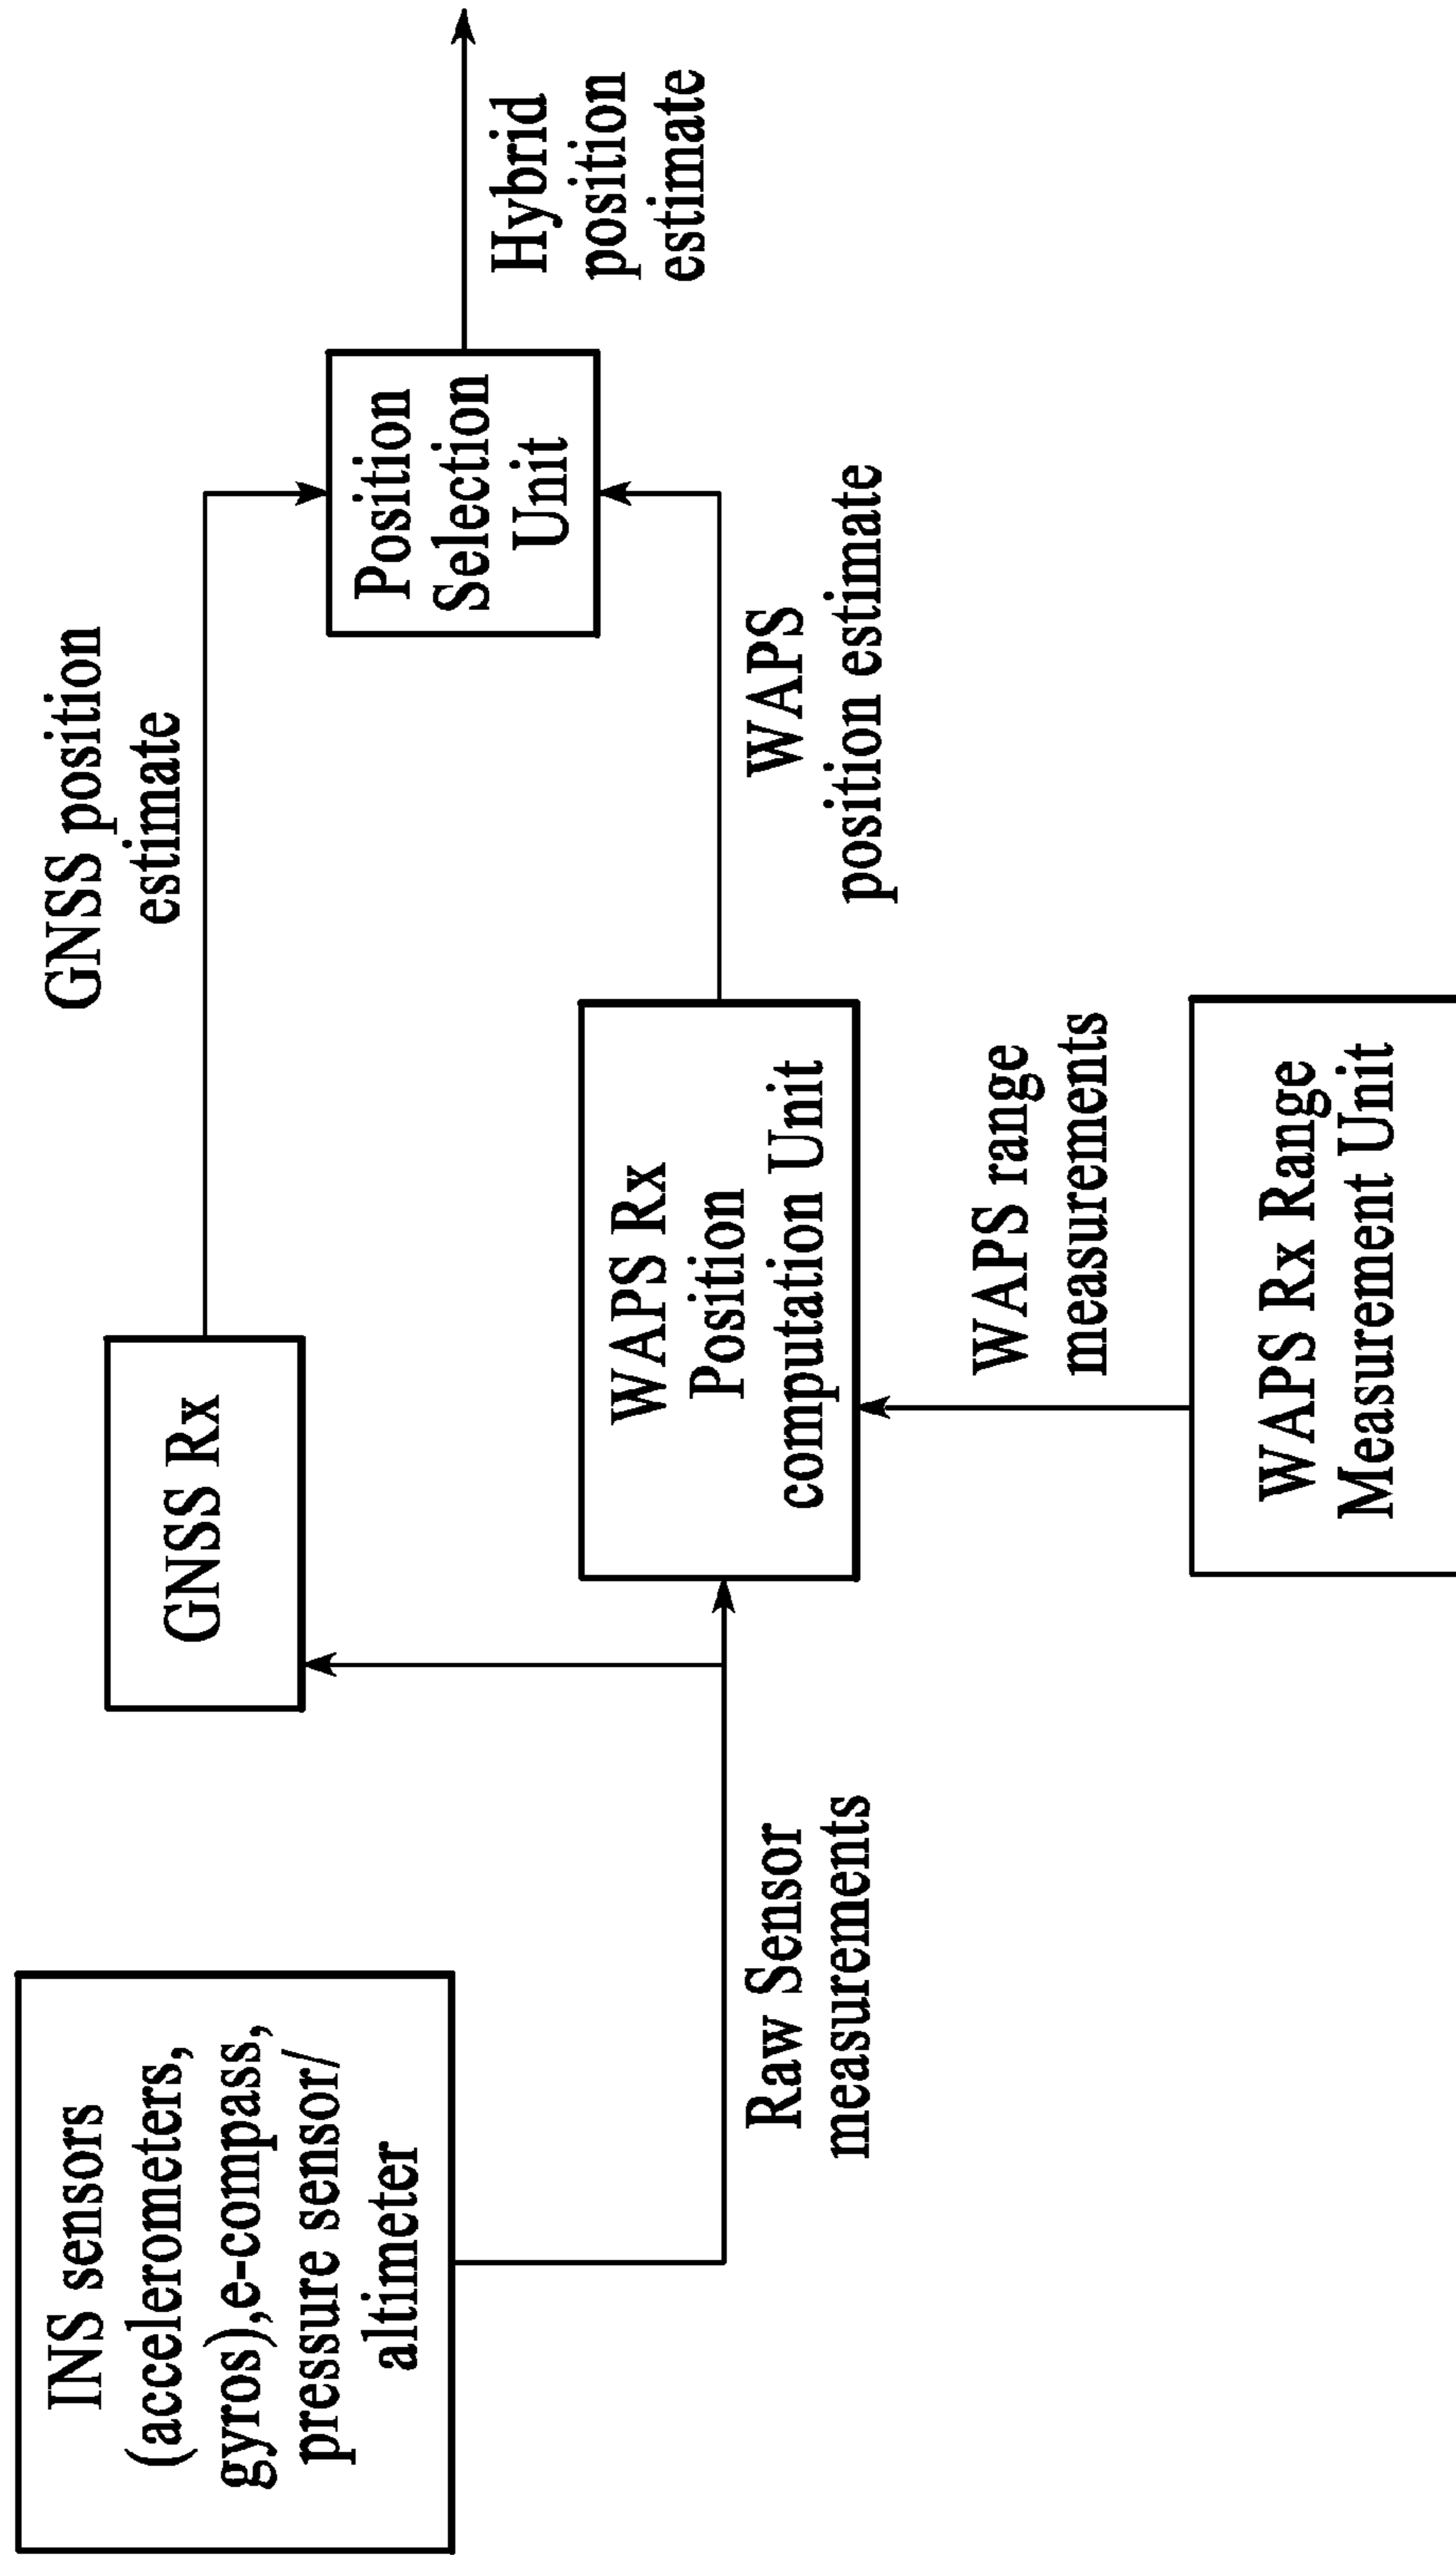 INS sensors
(accelerometers,
gyros),e-compass,
pressure sensor/
altimeter
Raw Sensor
measurements
GNSS Rx
GNSS position
estimate
WAPS Rx
Position
computation Unit
WAPS range
measurements
WAPS Rx Range
Measurement Unit
WAPS
position estimate
Position
Selection
Unit
Hybrid
position
estimate